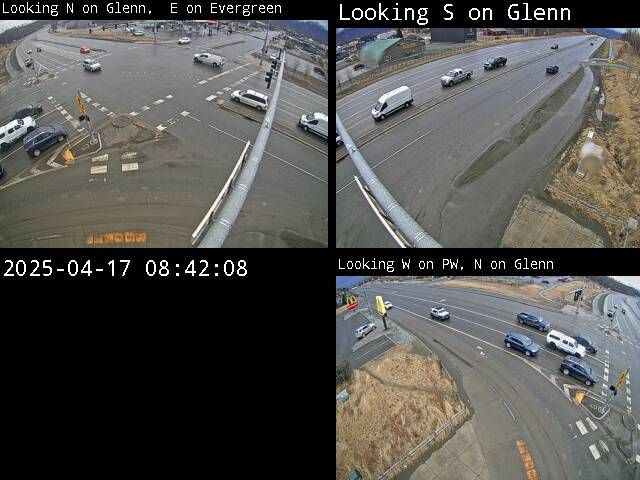 Looking N on Glenn, E on Evergreen
Looking S on Glenn
2025-04-17 08:42:08
Looking W on PW, N on Glenn